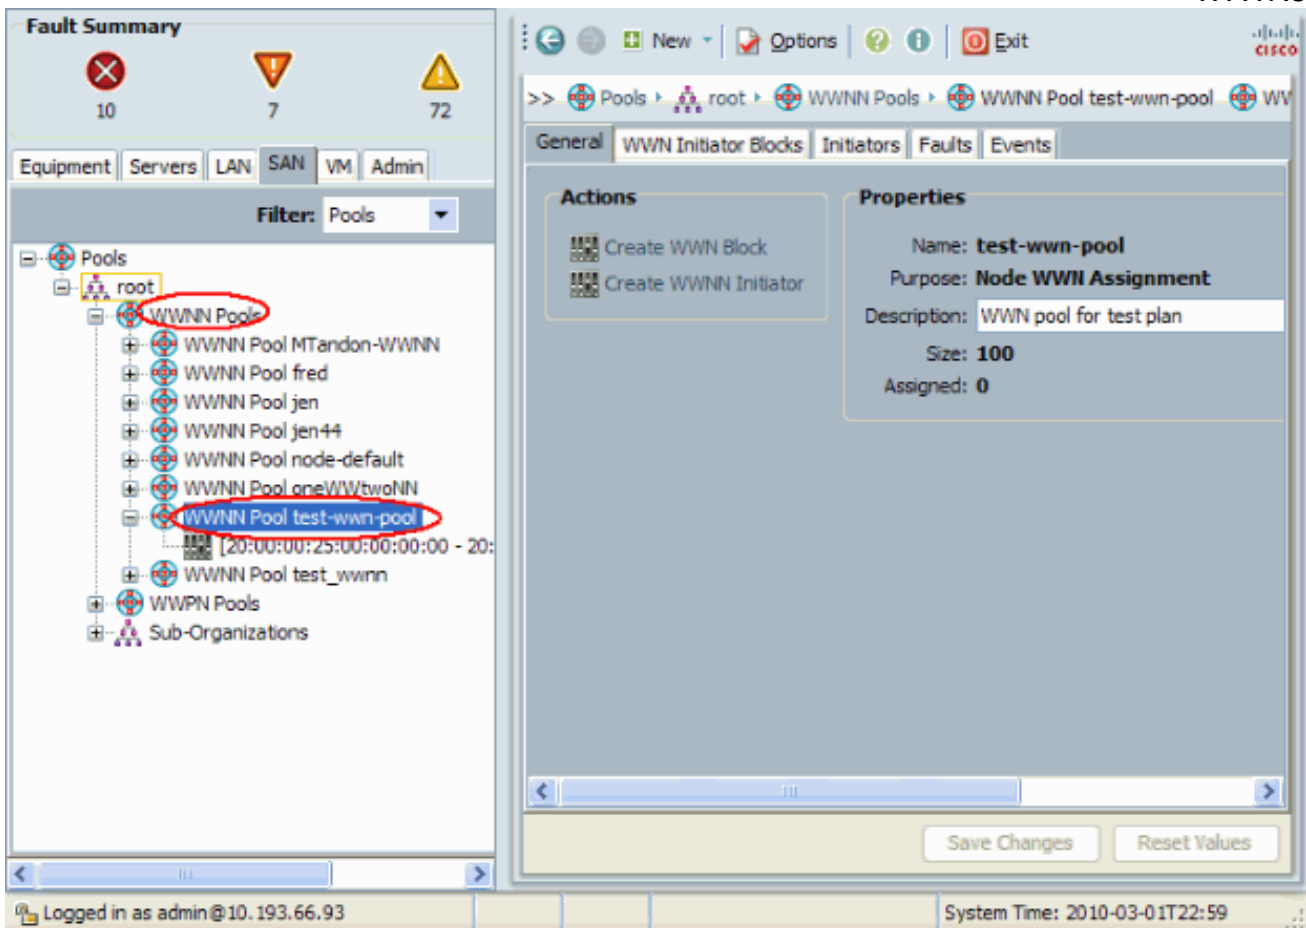 Fault Summary
10 7 72
Equipment Servers LAN SAN VM Admin
Filter: Pools
Pools
root
WWNN Pools
WWNN Pool MTandon-WWNN
WWNN Pool fred
WWNN Pool jen
WWNN Pool jen44
WWNN Pool node-default
WWNN Pool oneWWtwoNN
WWNN Pool test-wwn-pool
[20:00:00:25:00:00:00:00 - 20:
WWNN Pool test_wwnn
WWPN Pools
Sub-Organizations
New Options Exit
CISCO
>> Pools root WWNN Pools WWNN Pool test-wwn-pool WW
General WWN Initiator Blocks Initiators Faults Events
Actions
Create WWN Block
Create WWNN Initiator
Properties
Name: test-wwn-pool
Purpose: Node WWN Assignment
Description: WWN pool for test plan
Size: 100
Assigned: 0
Save Changes Reset Values
Logged in as admin@10.193.66.93
System Time: 2010-03-01T22:59